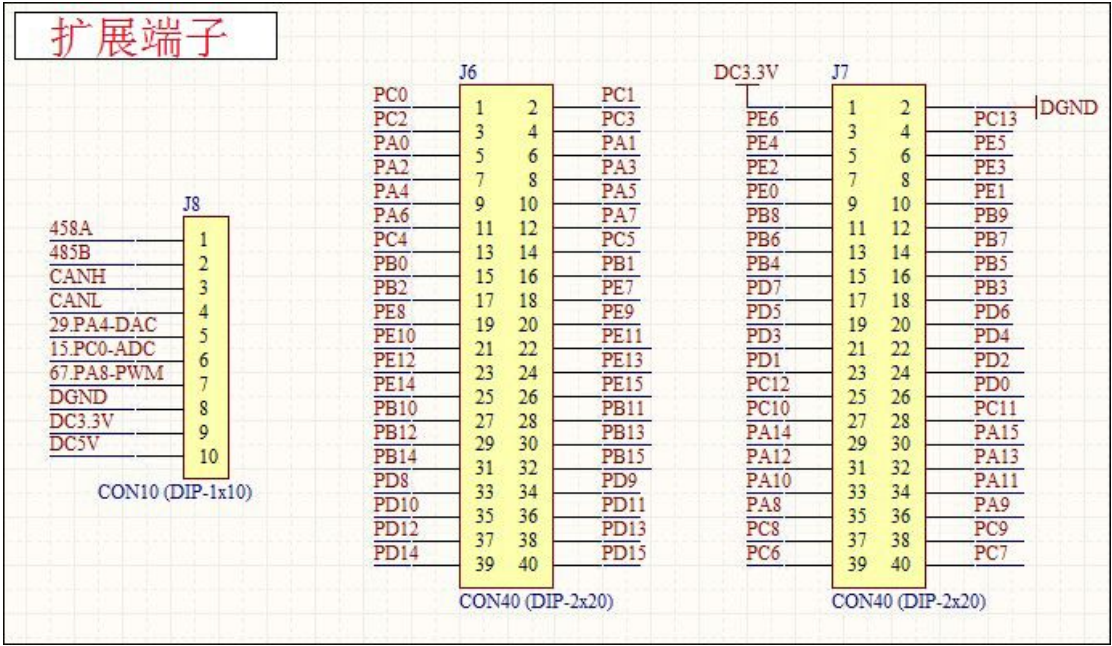 扩展端子
J8
458A 1
485B 2
CANH 3
CANL 4
29.PA4-DAC 5
15.PC0-ADC 6
67.PA8-PWM 7
DGND 8
DC3.3V 9
DC5V 10
CON10 (DIP-1x10)
J6
PC0 1 2 PC1
PC2 3 4 PC3
PA0 5 6 PA1
PA2 7 8 PA3
PA4 9 10 PA5
PA6 11 12 PA7
PC4 13 14 PC5
PB0 15 16 PB1
PB2 17 18 PE7
PE8 19 20 PE9
PE10 21 22 PE11
PE12 23 24 PE13
PE14 25 26 PE15
PB10 27 28 PB11
PB12 29 30 PB13
PB14 31 32 PB15
PD8 33 34 PD9
PD10 35 36 PD11
PD12 37 38 PD13
PD14 39 40 PD15
CON40 (DIP-2x20)
J7
DC3.3V 1 2 DGND
PE6 3 4 PC13
PE4 5 6 PE5
PE2 7 8 PE3
PE0 9 10 PE1
PB8 11 12 PB9
PB6 13 14 PB7
PB4 15 16 PB5
PD7 17 18 PB3
PD5 19 20 PD6
PD3 21 22 PD4
PD1 23 24 PD2
PC12 25 26 PD0
PC10 27 28 PC11
PA14 29 30 PA15
PA12 31 32 PA13
PA10 33 34 PA11
PA8 35 36 PA9
PC8 37 38 PC9
PC6 39 40 PC7
CON40 (DIP-2x20)